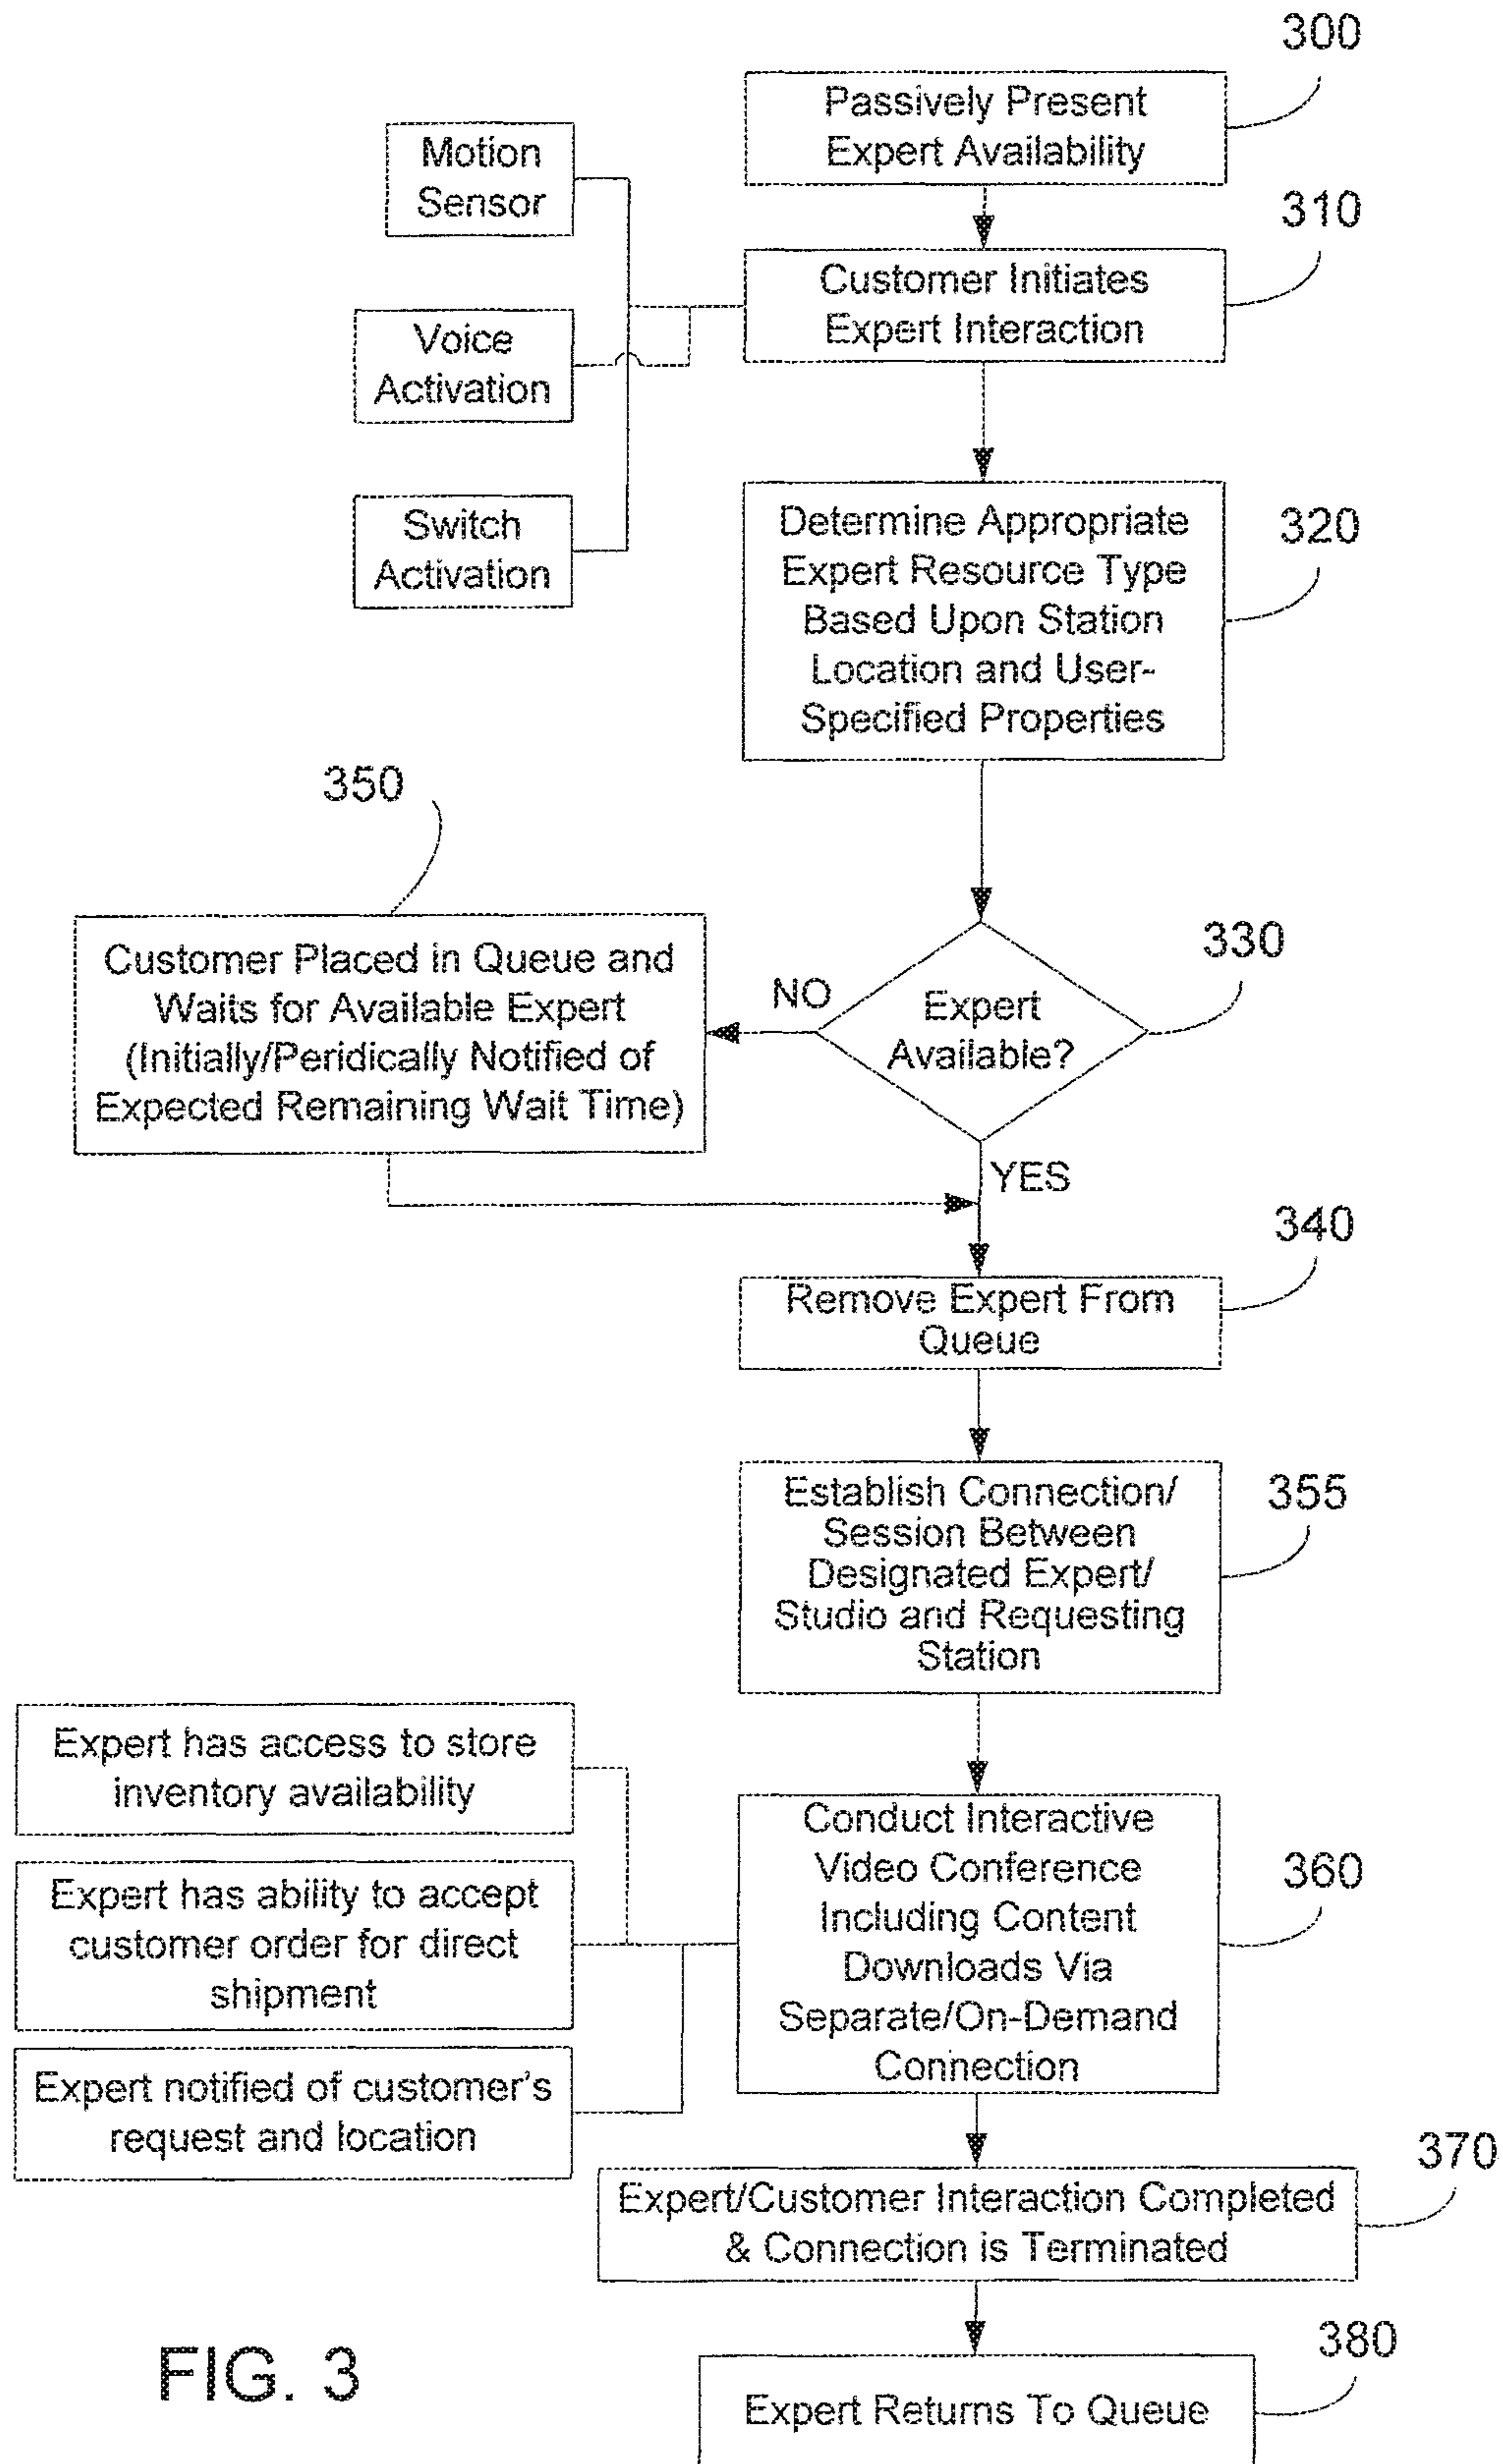 300
Passively Present
Expert Availability
Motion
Sensor
310
Customer Initiates
Expert Interaction
Voice
Activation
Switch
Activation
Determine Appropriate
Expert Resource Type
Based Upon Station
Location and User-
Specified Properties
320
350
Customer Placed in Queue and
Waits for Available Expert
(Initially/Peridically Notified of
Expected Remaining Wait Time)
NO
Expert
Available?
330
YES
340
Remove Expert From
Queue
Establish Connection/
Session Between
Designated Expert/
Studio and Requesting
Station
355
Expert has access to store
inventory availability
Expert has ability to accept
customer order for direct
shipment
Expert notified of customer's
request and location
Conduct Interactive
Video Conference
Including Content
Downloads Via
Separate/On-Demand
Connection
360
370
Expert/Customer Interaction Completed
& Connection is Terminated
380
Expert Returns To Queue
FIG. 3